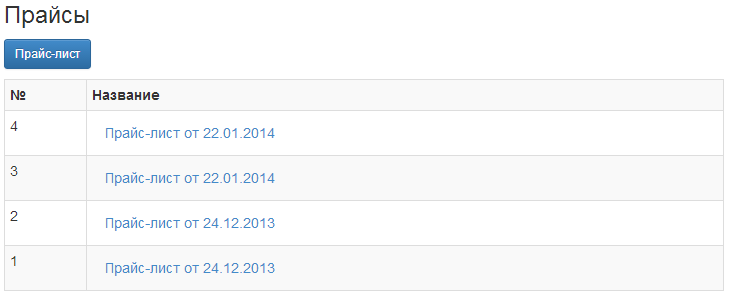 Прайсы
Прайс-лист
№ Название
4 Прайс-лист от 22.01.2014
3 Прайс-лист от 22.01.2014
2 Прайс-лист от 24.12.2013
1 Прайс-лист от 24.12.2013